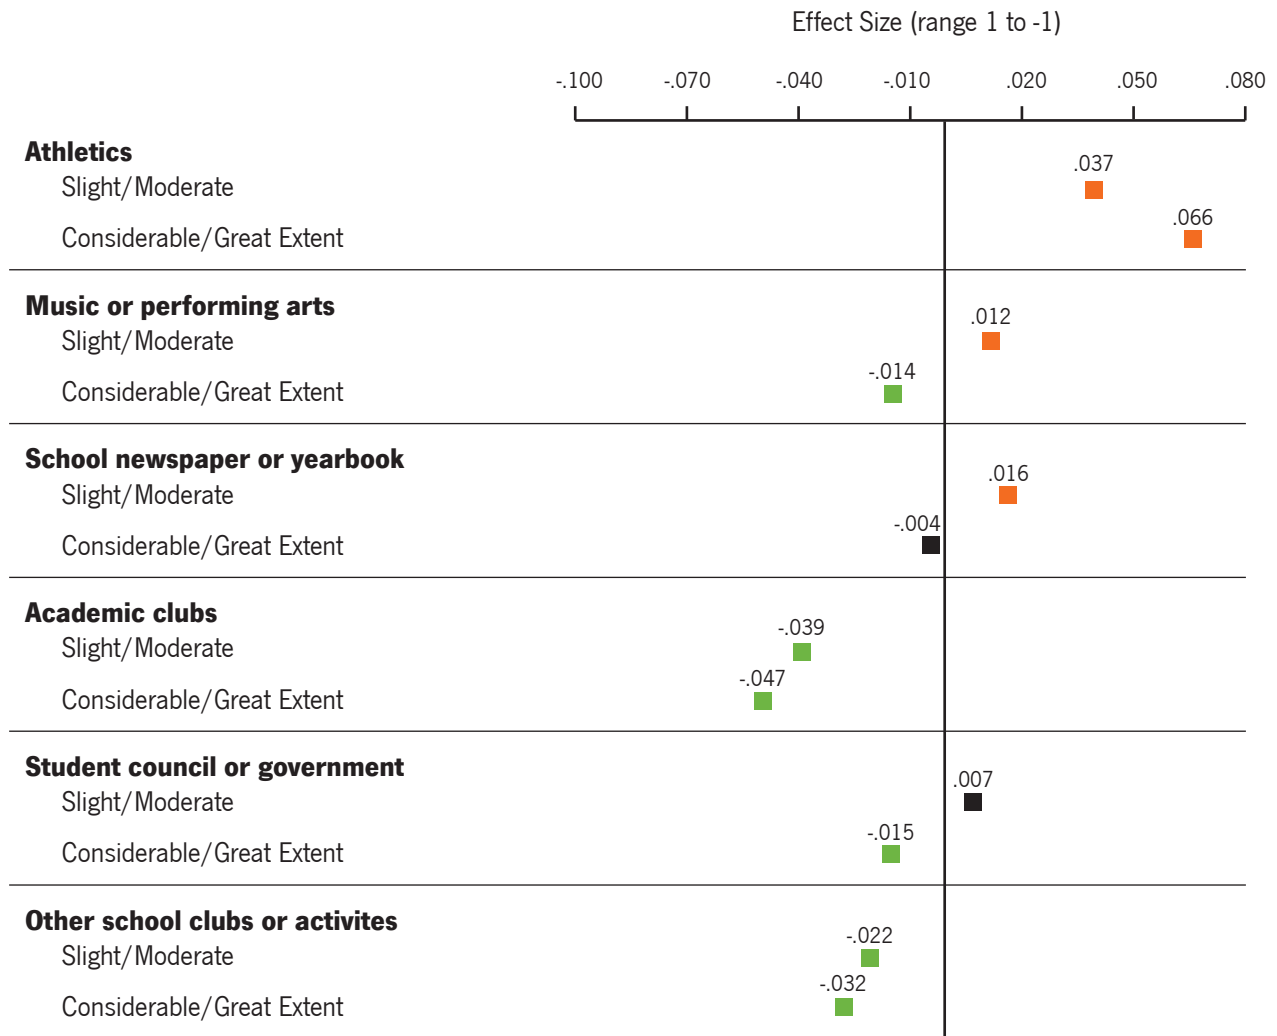 Effect Size (range 1 to -1)
-.100 -.070 -.040 -.010 .020 .050 .080
Athletics
.037
Slight/Moderate
.066
Considerable/Great Extent
Music or performing arts
.012
Slight/Moderate
-.014
Considerable/Great Extent
School newspaper or yearbook
.016
Slight/Moderate
-.004
Considerable/Great Extent
Academic clubs
-.039
Slight/Moderate
-.047
Considerable/Great Extent
Student council or government
.007
Slight/Moderate
-.015
Considerable/Great Extent
Other school clubs or activites
-.022
Slight/Moderate
-.032
Considerable/Great Extent